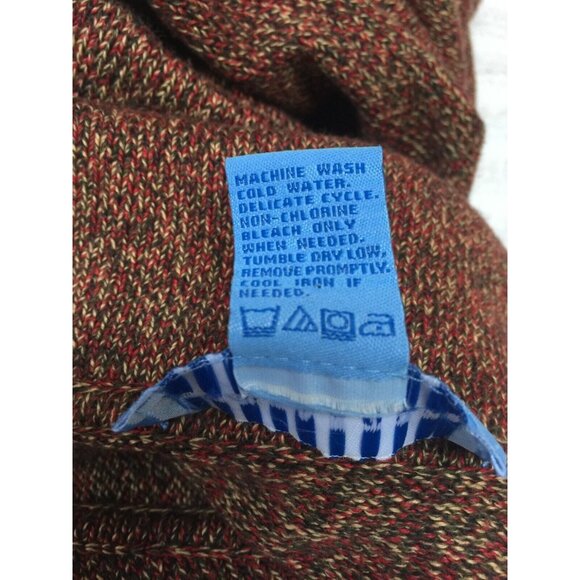 MACHINE WASH
COLD WATER.
DELICATE CYCLE.
NON-CHLORINE
BLEACH ONLY
WHEN NEEDED.
TUMBLE DRY LOW,
REMOVE PROMPTLY.
COOL IRON IF
NEEDED.